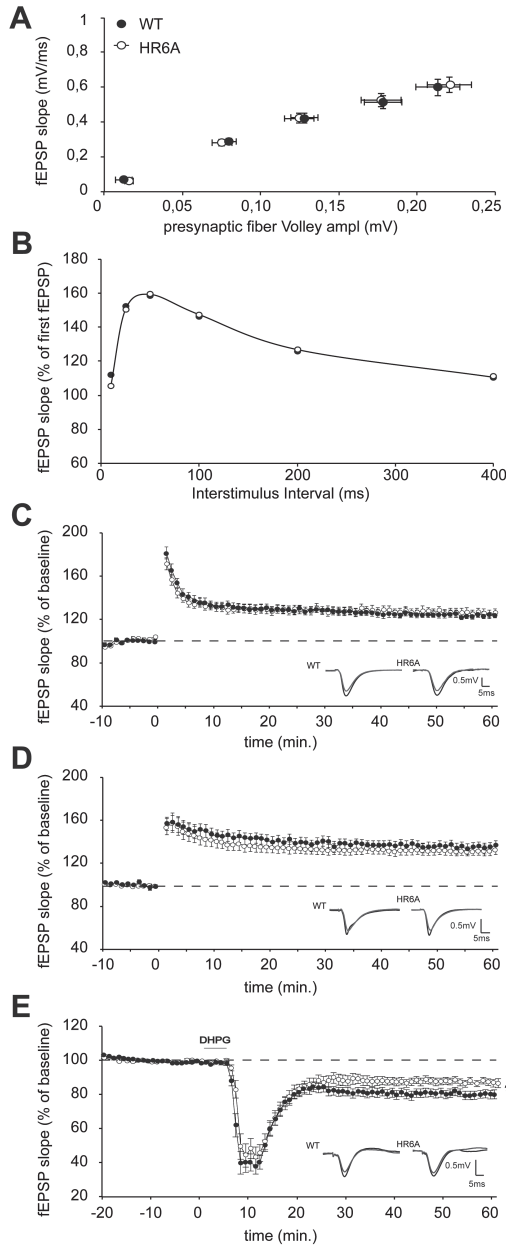 A
WT
HR6A
fEPSP slope (mV/ms)
1
0,8
0,6
0,4
0,2
0
0
0,05
0,10
0,15
0,20
0,25
presynaptic fiber Volley ampl (mV)
B
fEPSP slope (% of first fEPSP)
180
160
140
120
100
80
60
0
100
200
300
400
Interstimulus Interval (ms)
C
fEPSP slope (% of baseline)
200
160
120
80
40
WT
HR6A
0.5mV
5ms
-10
0
10
20
30
40
50
60
time (min.)
D
fEPSP slope (% of baseline)
200
160
120
80
40
WT
HR6A
0.5mV
5ms
-10
0
10
20
30
40
50
60
time (min.)
E
fEPSP slope (% of baseline)
120
100
80
60
40
20
DHPG
WT
HR6A
0.5mV
5ms
-20
-10
0
10
20
30
40
50
60
time (min.)